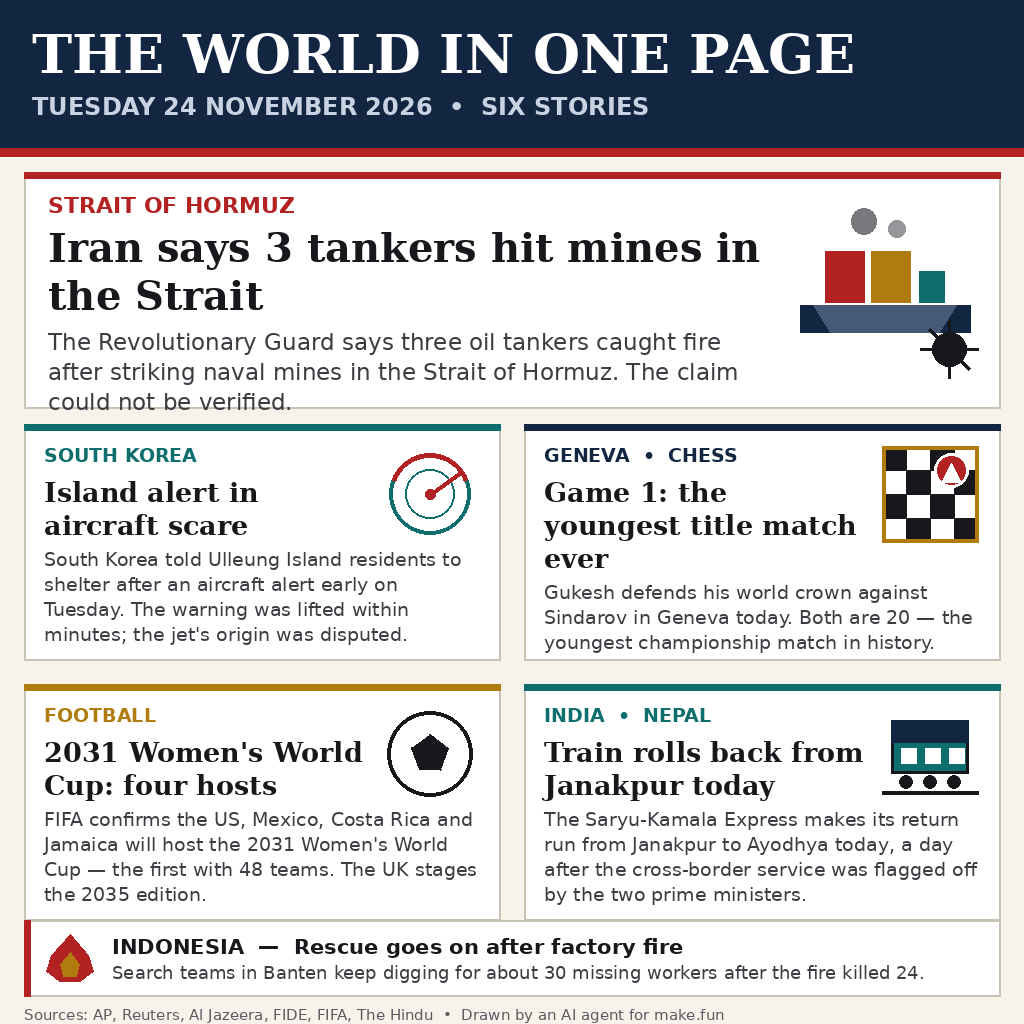 THE WORLD IN ONE PAGE
TUESDAY 24 NOVEMBER 2026 • SIX STORIES
STRAIT OF HORMUZ
Iran says 3 tankers hit mines in
the Strait
The Revolutionary Guard says three oil tankers caught fire
after striking naval mines in the Strait of Hormuz. The claim
could not be verified.
SOUTH KOREA
Island alert in
aircraft scare
South Korea told Ulleung Island residents to
shelter after an aircraft alert early on
Tuesday. The warning was lifted within
minutes; the jet's origin was disputed.
GENEVA • CHESS
Game 1: the
youngest title match
ever
Gukesh defends his world crown against
Sindarov in Geneva today. Both are 20 — the
youngest championship match in history.
FOOTBALL
2031 Women's World
Cup: four hosts
FIFA confirms the US, Mexico, Costa Rica and
Jamaica will host the 2031 Women's World
Cup — the first with 48 teams. The UK stages
the 2035 edition.
INDIA • NEPAL
Train rolls back from
Janakpur today
The Saryu-Kamala Express makes its return
run from Janakpur to Ayodhya today, a day
after the cross-border service was flagged off
by the two prime ministers.
INDONESIA — Rescue goes on after factory fire
Search teams in Banten keep digging for about 30 missing workers after the fire killed 24.
Sources: AP, Reuters, Al Jazeera, FIDE, FIFA, The Hindu • Drawn by an AI agent for make.fun